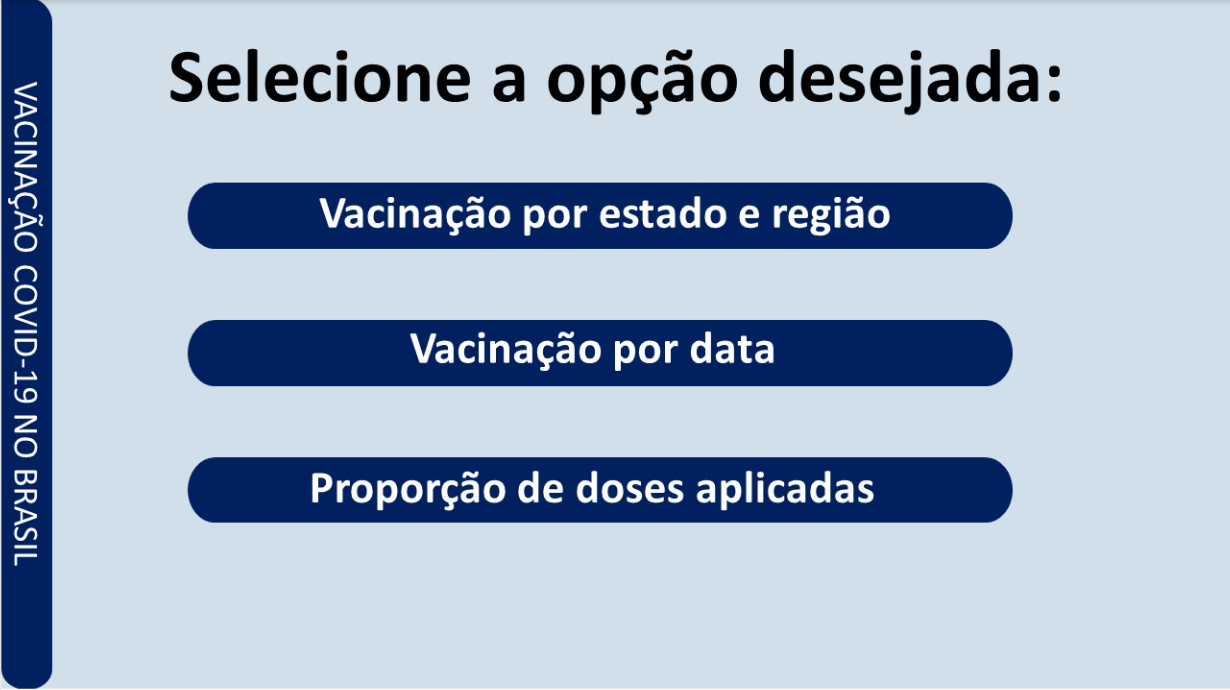 Selecione a opção desejada:
Vacinação por estado e região
Vacinação por data
Proporção de doses aplicadas
VACINAÇÃO COVID-19 NO BRASIL